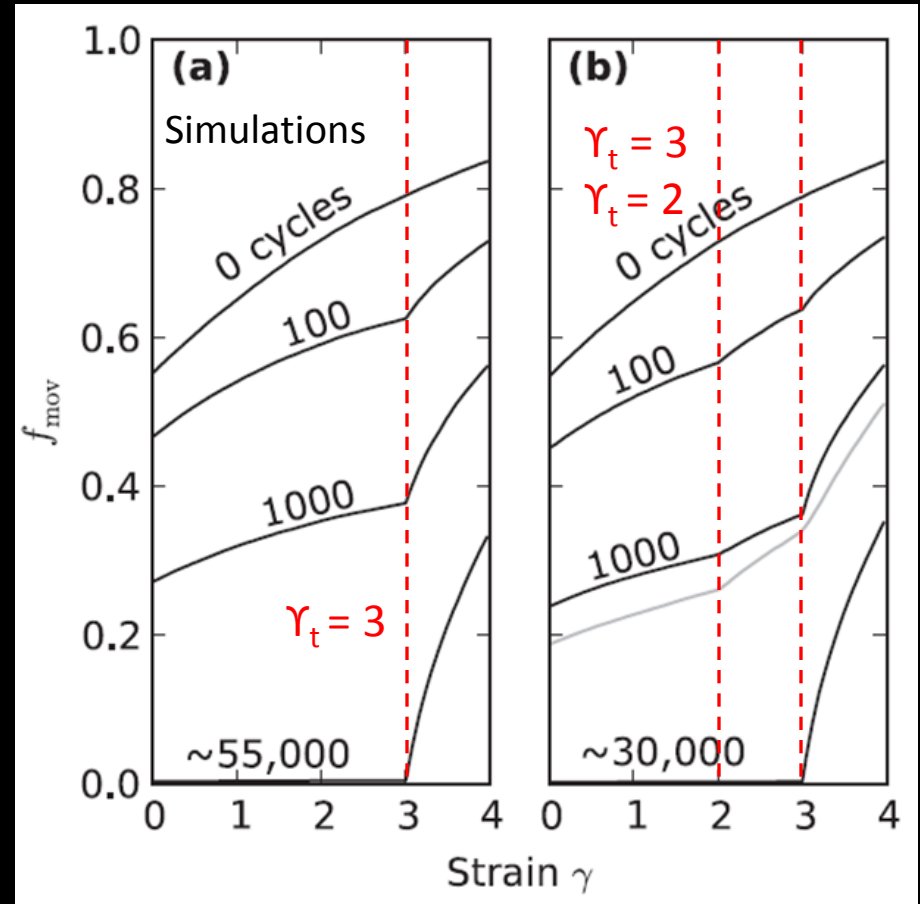 (a)
Simulations
0 cycles
100
1000
ϒt = 3
~55,000
(b)
ϒt = 3
ϒt = 2
0 cycles
100
1000
~30,000
1.0
0.8
0.6
0.4
0.2
0.0
fmov
0 1 2 3 4
0 1 2 3 4
Strain γ